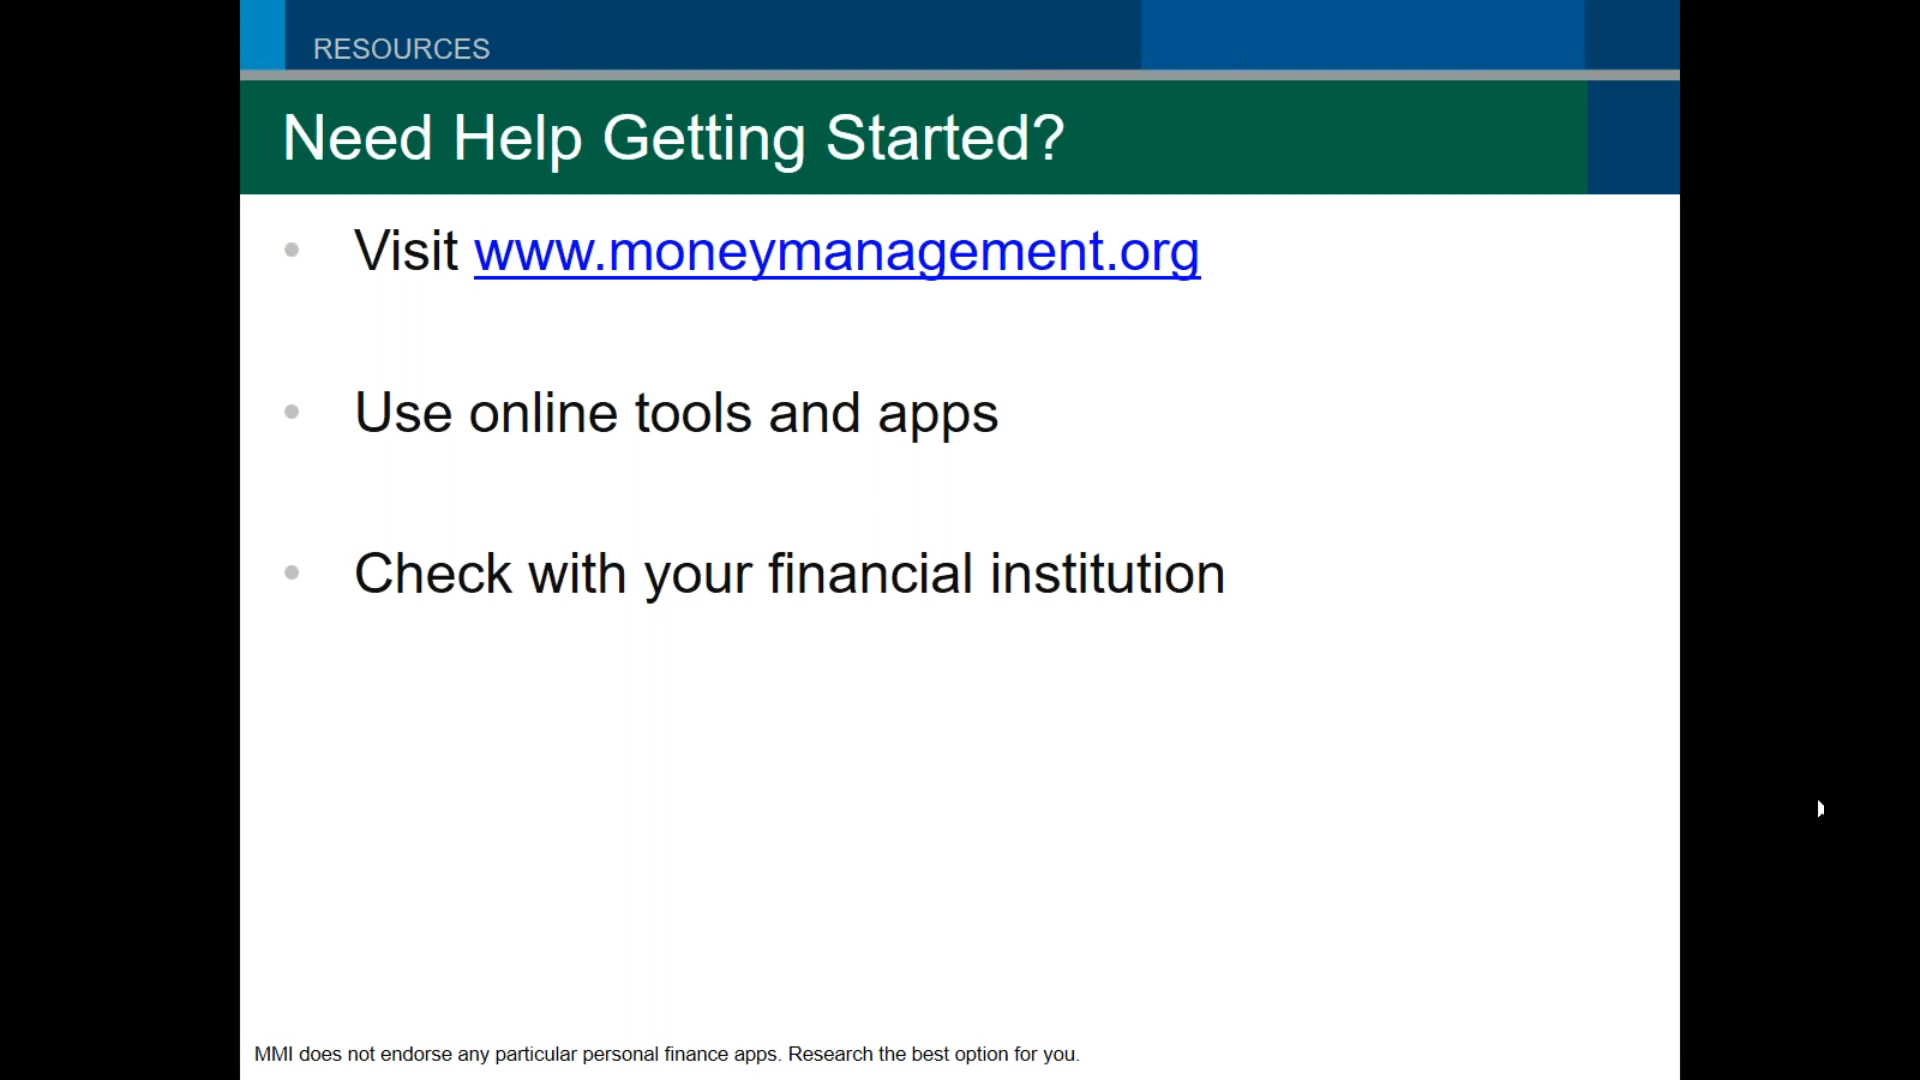 RESOURCES
Need Help Getting Started?
• Visit www.moneymanagement.org
• Use online tools and apps
• Check with your financial institution
MMI does not endorse any particular personal finance apps. Research the best option for you.